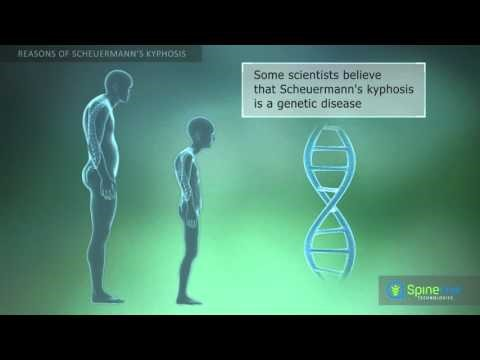 REASONS OF SCHEUERMANN'S KYPHOSIS
Some scientists believe
that Scheuermann's kyphosis
is a genetic disease
Spine
TECHNOLOGIES